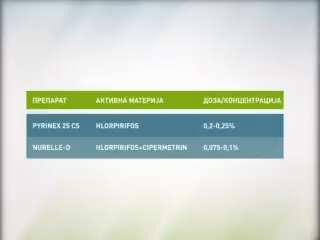 ПРЕПАРАТ АКТИВНА МАТЕРИЈА ДОЗА/КОНЦЕНТРАЦИЈА
PYRINEX 25 CS HLORPIRIFOS 0,2-0,25%
NURELLE-D HLORPIRIFOS+CIPERMETRIN 0,075-0,1%